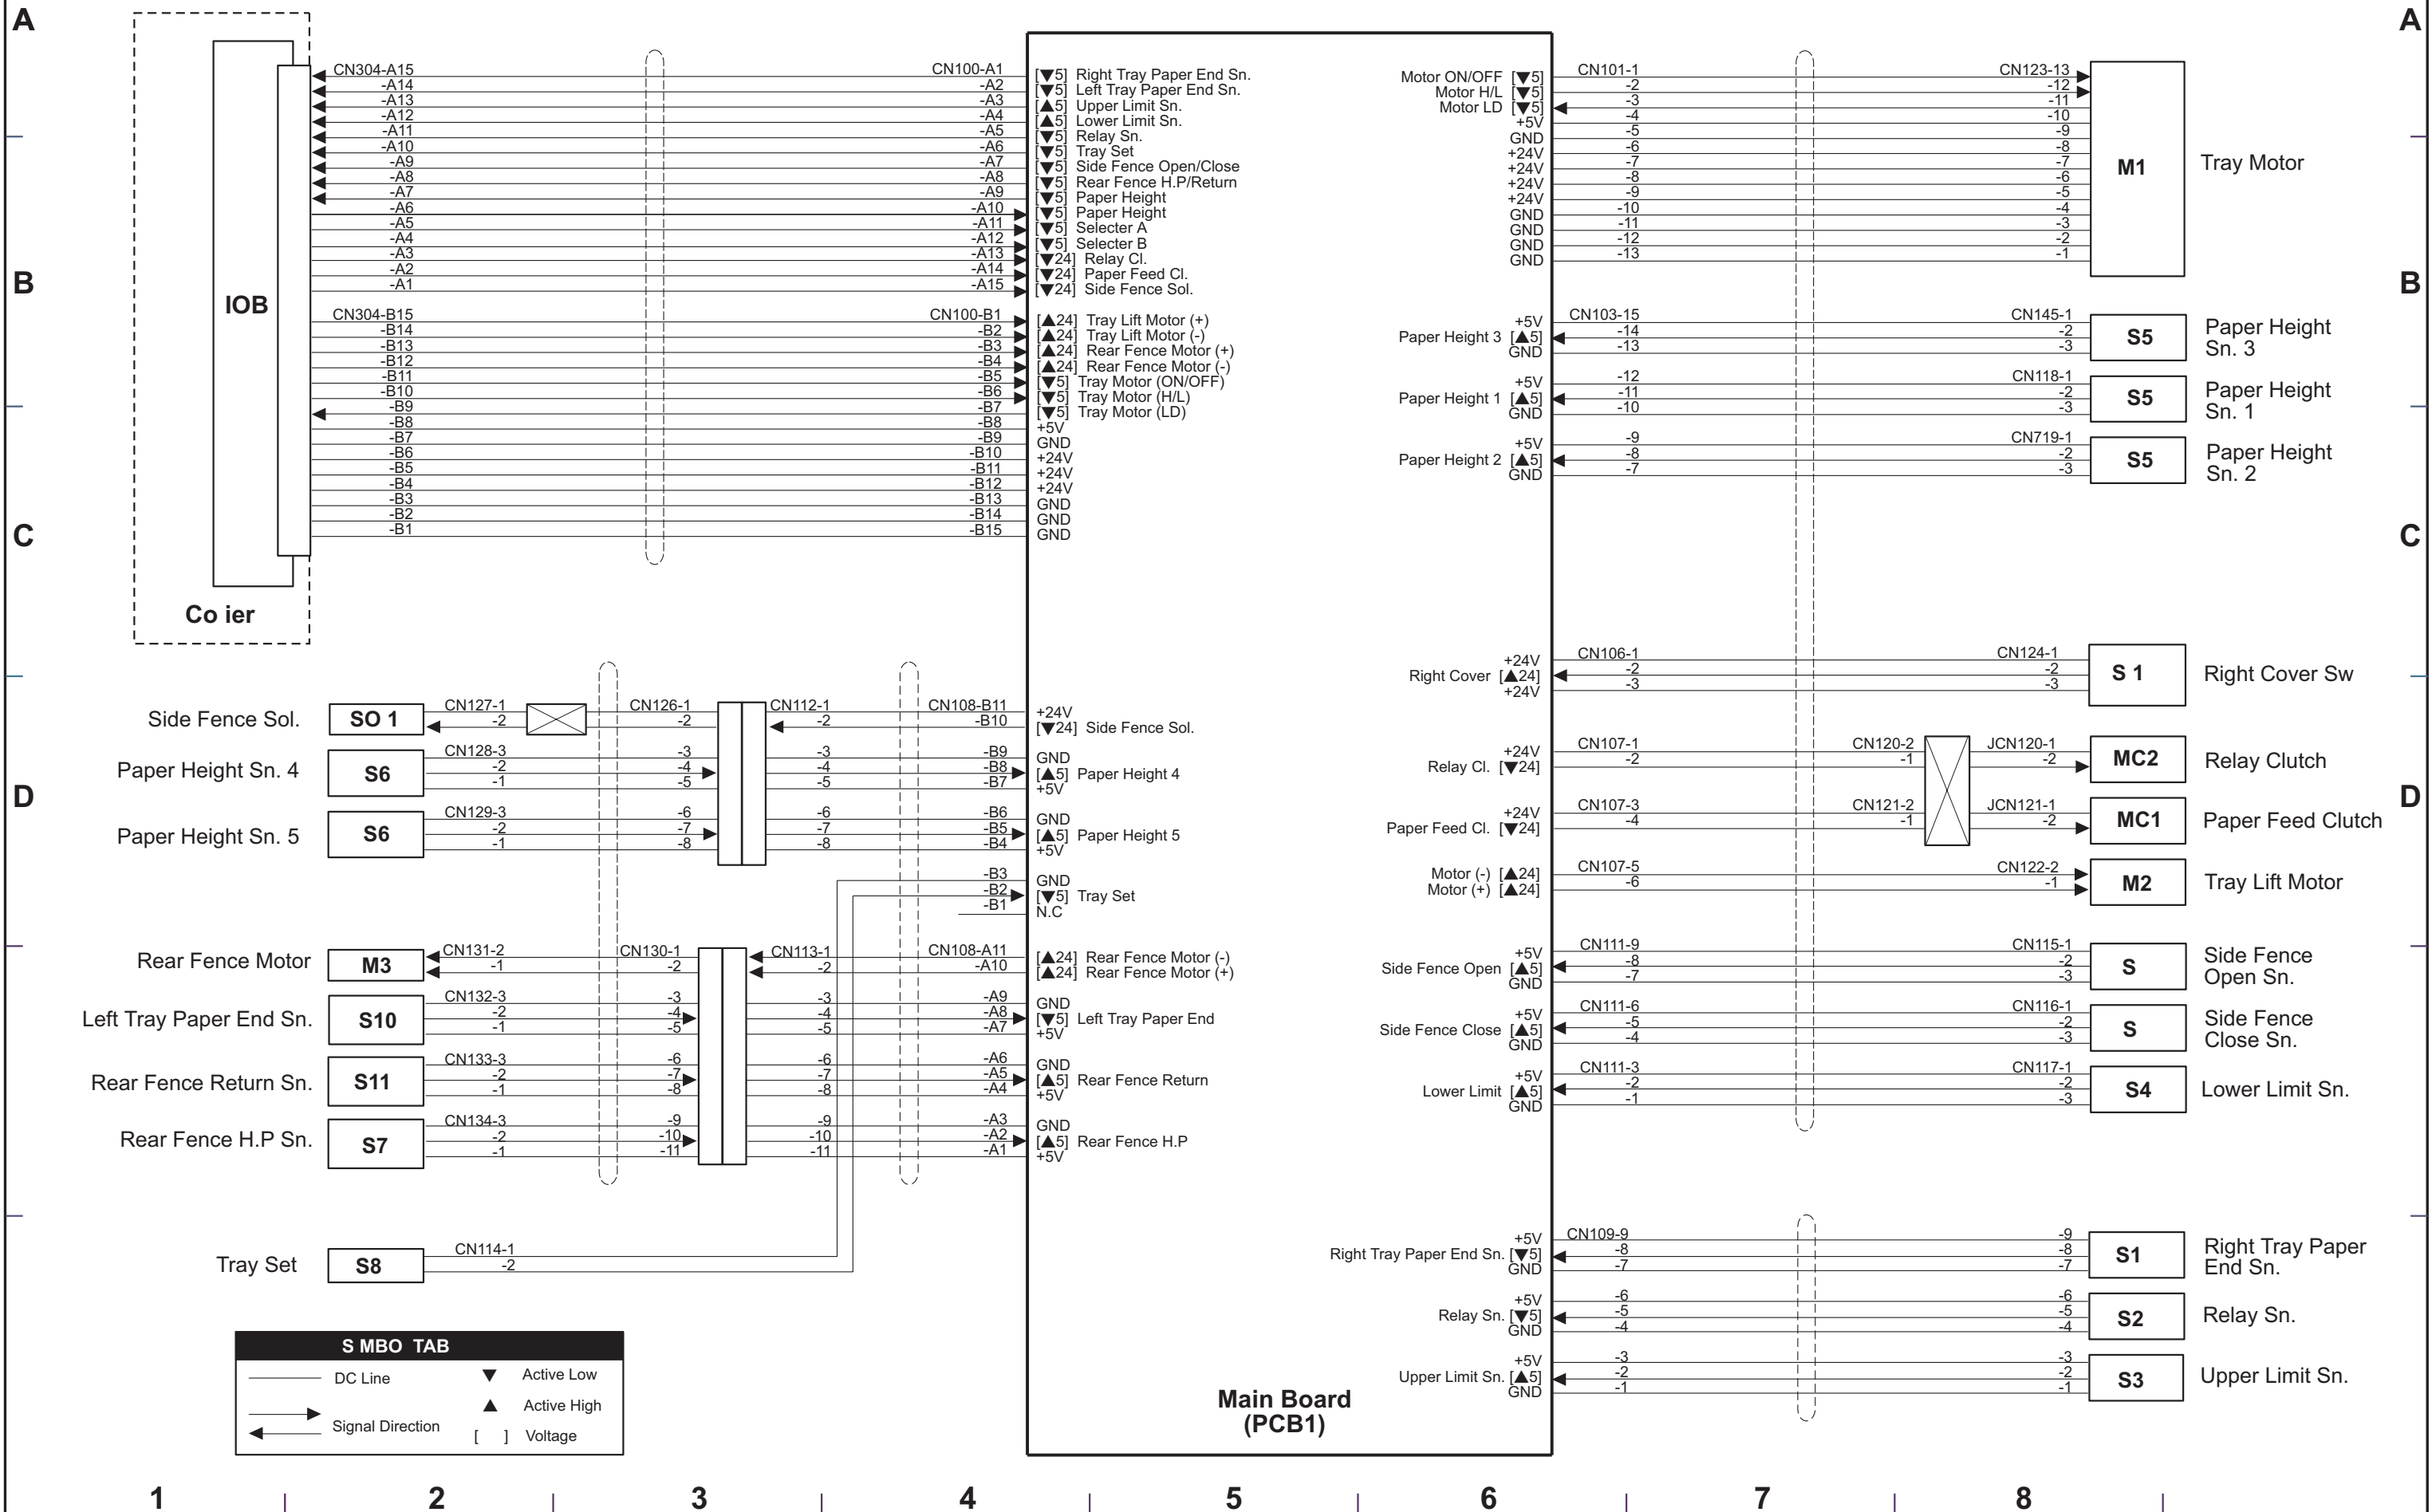 A
A
CN304-A15 CN100-A1 [▼5] Right Tray Paper End Sn.
-A14 -A2 [▼5] Left Tray Paper End Sn.
-A13 -A3 [▲5] Upper Limit Sn.
-A12 -A4 [▲5] Lower Limit Sn.
-A11 -A5 [▼5] Relay Sn.
-A10 -A6 [▼5] Tray Set
-A9 -A7 [▼5] Side Fence Open/Close
-A8 -A8 [▼5] Rear Fence H.P/Return
-A7 -A9 [▼5] Paper Height
-A6 -A10 [▼5] Paper Height
-A5 -A11 [▼5] Selecter A
-A4 -A12 [▼5] Selecter B
-A3 -A13 [▼24] Relay Cl.
-A2 -A14 [▼24] Paper Feed Cl.
-A1 -A15 [▼24] Side Fence Sol.
B
IOB
CN304-B15 CN100-B1 [▲24] Tray Lift Motor (+)
-B14 -B2 [▲24] Tray Lift Motor (-)
-B13 -B3 [▲24] Rear Fence Motor (+)
-B12 -B4 [▲24] Rear Fence Motor (-)
-B11 -B5 [▼5] Tray Motor (ON/OFF)
-B10 -B6 [▼5] Tray Motor (H/L)
-B9 -B7 [▼5] Tray Motor (LD)
-B8 -B8 +5V
-B7 -B9 GND
-B6 -B10 +24V
-B5 -B11 +24V
-B4 -B12 +24V
-B3 -B13 GND
-B2 -B14 GND
-B1 -B15 GND
C
Co ier
Motor ON/OFF [▼5] CN101-1 CN123-13
Motor H/L [▼5] -2 -12
Motor LD [▼5] -3 -11
+5V -4 -10
GND -5 -9
+24V -6 -8
+24V -7 -7
+24V -8 -6
+24V -9 -5
GND -10 -4
GND -11 -3
GND -12 -2
GND -13 -1
M1 Tray Motor
B
+5V CN103-15 CN145-1
Paper Height 3 [▲5] -14 -2
GND -13 -3
S5 Paper Height
Sn. 3
+5V -12 CN118-1
Paper Height 1 [▲5] -11 -2
GND -10 -3
S5 Paper Height
Sn. 1
+5V -9 CN719-1
Paper Height 2 [▲5] -8 -2
GND -7 -3
S5 Paper Height
Sn. 2
C
Side Fence Sol. SO 1 CN127-1 CN126-1 CN112-1 CN108-B11 +24V
-2 -2 -2 -B10 [▼24] Side Fence Sol.
Paper Height Sn. 4 S6
CN128-3 -3 -3 -B9 GND
-2 -4 -4 -B8 [▲5] Paper Height 4
-1 -5 -5 -B7 +5V
D
Paper Height Sn. 5 S6
CN129-3 -6 -6 -B6 GND
-2 -7 -7 -B5 [▲5] Paper Height 5
-1 -8 -8 -B4 +5V
-B3 GND
-B2 [▼5] Tray Set
-B1 N.C
Rear Fence Motor M3
CN131-2 CN130-1 CN113-1 CN108-A11 [▲24] Rear Fence Motor (-)
-1 -2 -2 -A10 [▲24] Rear Fence Motor (+)
Left Tray Paper End Sn. S10
CN132-3 -3 -3 -A9 GND
-2 -4 -4 -A8 [▼5] Left Tray Paper End
-1 -5 -5 -A7 +5V
Rear Fence Return Sn. S11
CN133-3 -6 -6 -A6 GND
-2 -7 -7 -A5 [▲5] Rear Fence Return
-1 -8 -8 -A4 +5V
Rear Fence H.P Sn. S7
CN134-3 -9 -9 -A3 GND
-2 -10 -10 -A2 [▲5] Rear Fence H.P
-1 -11 -11 -A1 +5V
Tray Set S8 CN114-1
-2
+24V CN106-1 CN124-1
Right Cover [▲24] -2 -2
+24V -3 -3
S 1 Right Cover Sw
+24V CN107-1 CN120-2 JCN120-1
Relay Cl. [▼24] -2 -1 -2
MC2 Relay Clutch
D
+24V CN107-3 CN121-2 JCN121-1
Paper Feed Cl. [▼24] -4 -1 -2
MC1 Paper Feed Clutch
Motor (-) [▲24] CN107-5 CN122-2
Motor (+) [▲24] -6 -1
M2 Tray Lift Motor
+5V CN111-9 CN115-1
Side Fence Open [▲5] -8 -2
GND -7 -3
S Side Fence
Open Sn.
+5V CN111-6 CN116-1
Side Fence Close [▲5] -5 -2
GND -4 -3
S Side Fence
Close Sn.
+5V CN111-3 CN117-1
Lower Limit [▲5] -2 -2
GND -1 -3
S4 Lower Limit Sn.
+5V CN109-9 -9
Right Tray Paper End Sn. [▼5] -8 -8
GND -7 -7
S1 Right Tray Paper
End Sn.
+5V -6 -6
Relay Sn. [▼5] -5 -5
GND -4 -4
S2 Relay Sn.
+5V -3 -3
Upper Limit Sn. [▲5] -2 -2
GND -1 -1
S3 Upper Limit Sn.
Main Board
(PCB1)
S MBO TAB
DC Line ▼ Active Low
▲ Active High
Signal Direction
[ ] Voltage
1 2 3 4 5 6 7 8